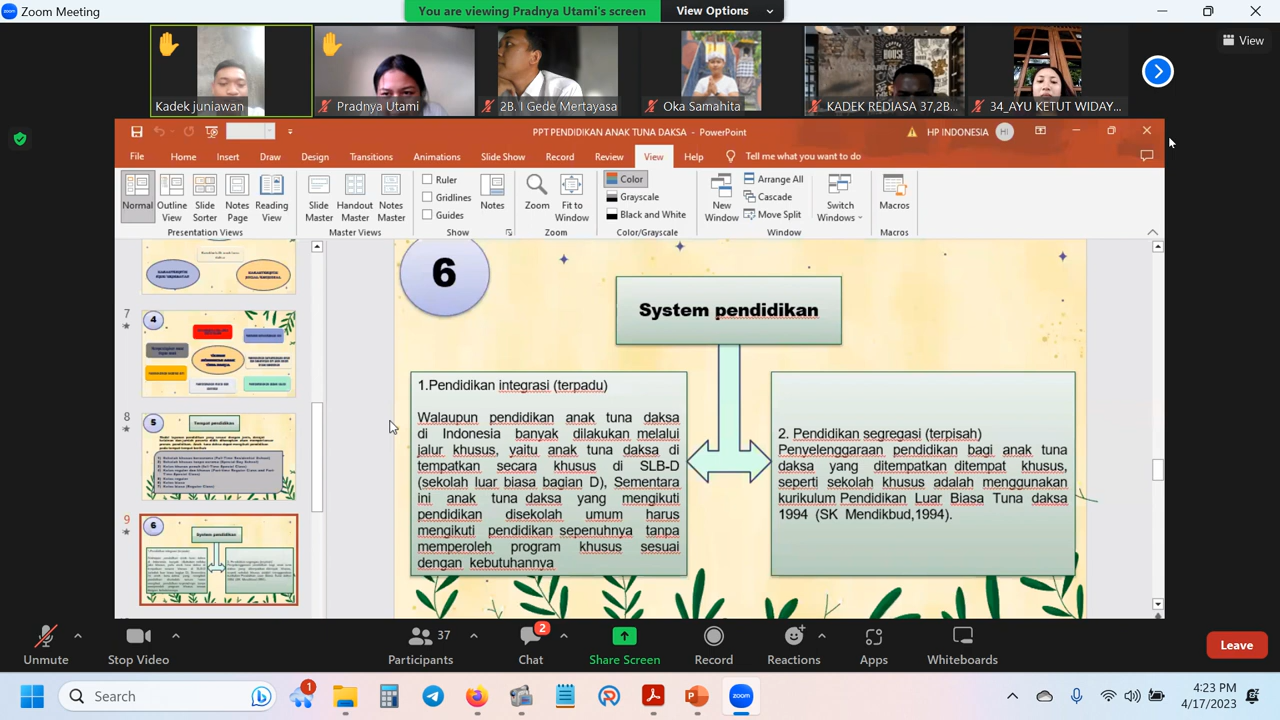 Zoom Meeting
You are viewing Pradnya Utami's screen
View Options
View
Kadek juniawan
Pradnya Utami
2B. I Gede Mertayasa
Oka Samahita
KADEK REDIASA 37,2B...
34_AYU KETUT WIDAY...
PPT PENDIDIKAN ANAK TUNA DAKSA - PowerPoint
HP INDONESIA
HI
File
Home
Insert
Draw
Design
Transitions
Animations
Slide Show
Record
Review
View
Help
Tell me what you want to do
Normal
Outline View
Slide Sorter
Notes Page
Reading View
Presentation Views
Slide Master
Handout Master
Notes Master
Master Views
Ruler
Gridlines
Guides
Show
Notes
Zoom
Fit to Window
Zoom
Color
Grayscale
Black and White
Color/Grayscale
New Window
Arrange All
Cascade
Move Split
Window
Switch Windows
Macros
Macros
7
4
8
5
Tempat pendidikan
9
6
System pendidikan
6
System pendidikan
1.Pendidikan integrasi (terpadu)
Walaupun pendidikan anak tuna daksa
di Indonesia banyak dilakukan melalui
jalur khusus, yaitu anak tuna daksa di
tempatkan secara khusus di SLB-D
(sekolah luar biasa bagian D), Sementara
ini anak tuna daksa yang mengikuti
pendidikan disekolah umum harus
mengikuti pendidikan sepenuhnya tanpa
memperoleh program khusus sesuai
dengan kebutuhannya
2. Pendidikan segregasi (terpisah)
Penyelenggaraan pendidikan bagi anak tuna
daksa yang ditempatkan ditempat khusus,
seperti sekolah khusus adalah menggunakan
kurikulum Pendidikan Luar Biasa Tuna daksa
1994 (SK Mendikbud,1994).
Unmute
Stop Video
37
Participants
2
Chat
Share Screen
Record
Reactions
Apps
Whiteboards
Leave
Search
1
zoom
4:23 PM
4/17/2023